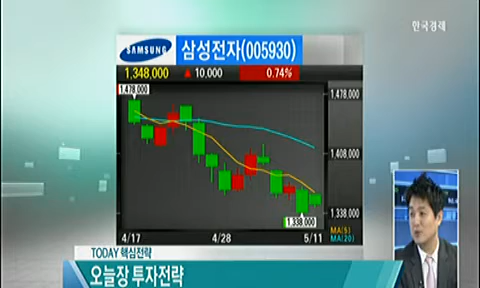 한국경제
SAMSUNG
삼성전자(005930)
1,348,000 ▲ 10,000 0.74%
1,478,000
1,478,000
1,408,000
1,338,000
1,338,000
4/17 4/28 5/11
MA(5)
MA(20)
TODAY 핵심전략
오늘장 투자전략